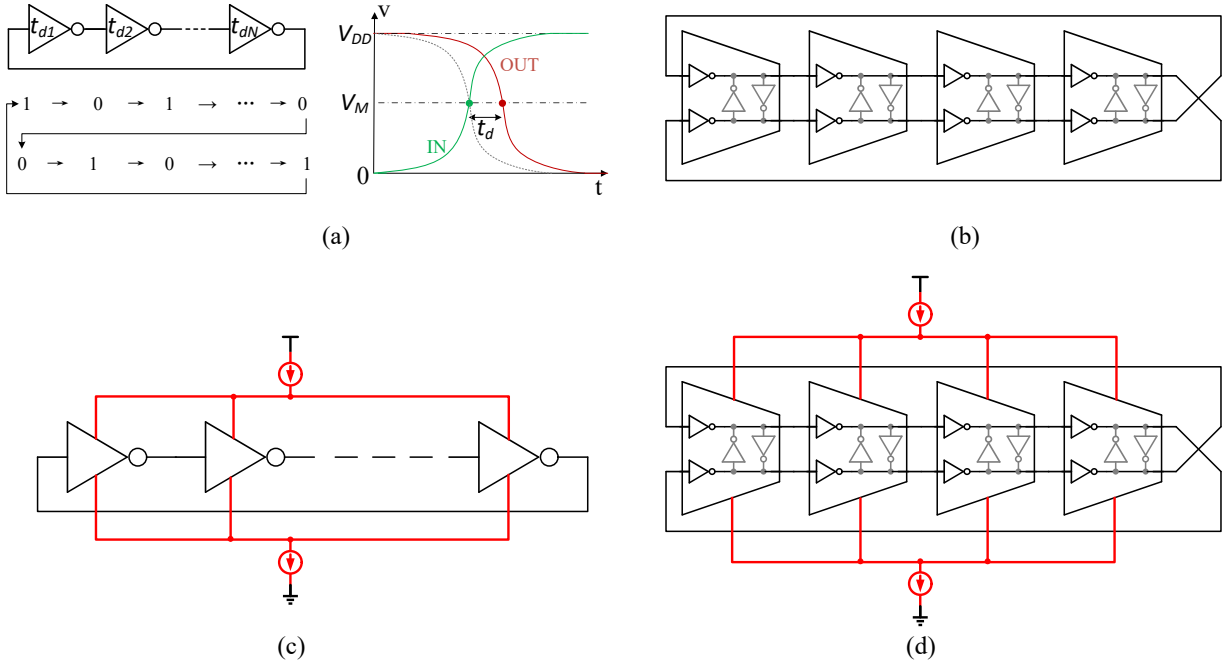 t_d1 t_d2 t_dN
1 → 0 → 1 → ⋯ → 0
0 → 1 → 0 → ⋯ → 1
v
V_DD
OUT
V_M
t_d
IN
0
t
(a)
(b)
(c)
(d)